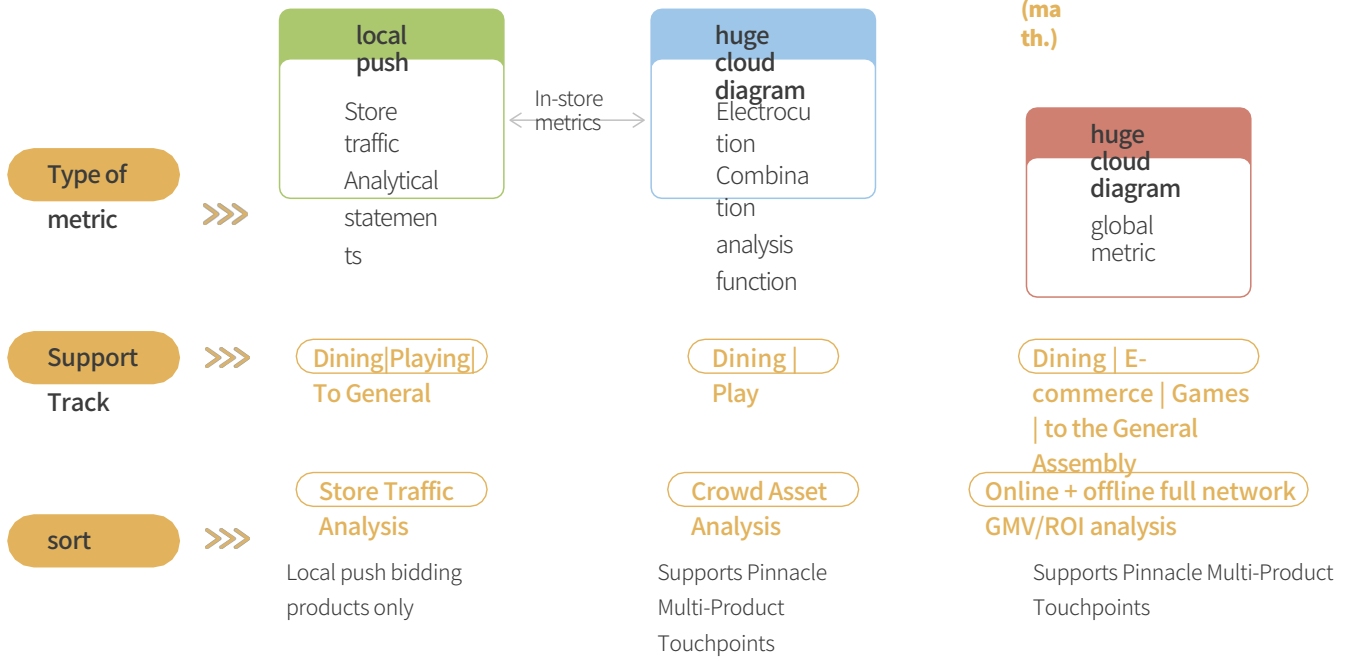 (ma
th.)
local
push
Store
traffic
Analytical
statemen
ts
In-store
metrics
huge
cloud
diagram
Electrocu
tion
Combina
tion
analysis
function
huge
cloud
diagram
global
metric
Type of
metric
Support
Track
Dining|Playing|
To General
Dining |
Play
Dining | E-
commerce | Games
| to the General
Assembly
sort
Store Traffic
Analysis
Local push bidding
products only
Crowd Asset
Analysis
Supports Pinnacle
Multi-Product
Touchpoints
Online + offline full network
GMV/ROI analysis
Supports Pinnacle Multi-Product
Touchpoints